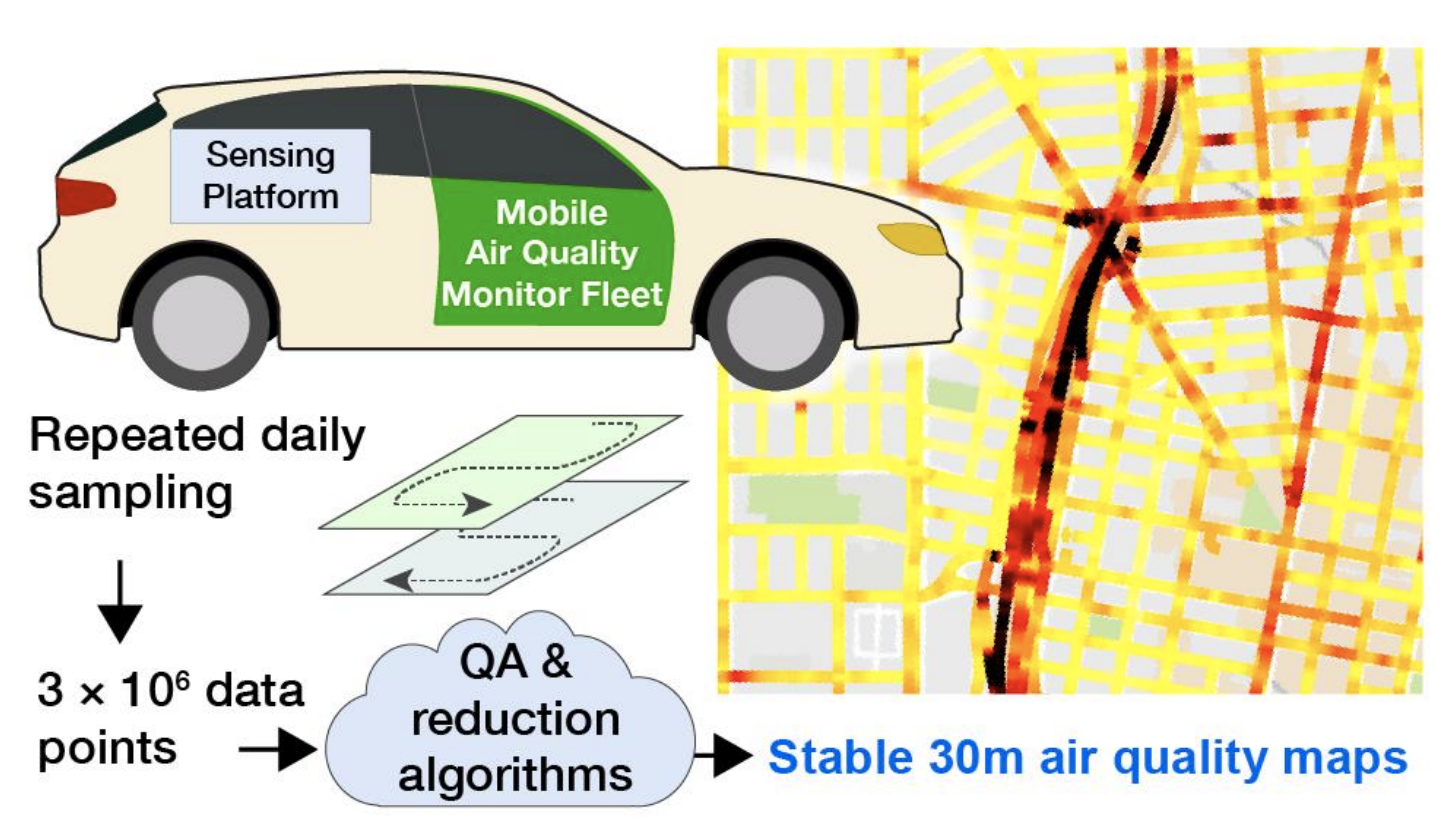 Sensing
Platform
Mobile
Air Quality
Monitor Fleet
Repeated daily
sampling
3 × 10⁶ data
points
QA &
reduction
algorithms
Stable 30m air quality maps